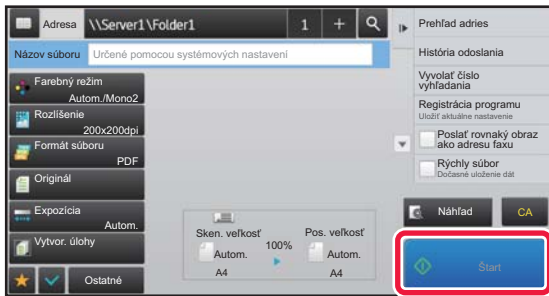 Adresa
\\Server1\Folder1
1
+
Názov súboru
Určené pomocou systémových nastavení
Farebný režim
Autom./Mono2
Rozlíšenie
200x200dpi
Formát súboru
PDF
Originál
Expozícia
Autom.
Vytvor. úlohy
Ostatné
Sken. veľkosť
100%
Pos. veľkosť
Autom.
Autom.
A4
A4
Prehľad adries
História odoslania
Vyvolať číslo
vyhľadania
Registrácia programu
Uložiť aktuálne nastavenie
Poslať rovnaký obraz
ako adresu faxu
Rýchly súbor
Dočasné uloženie dát
Náhľad
CA
Štart